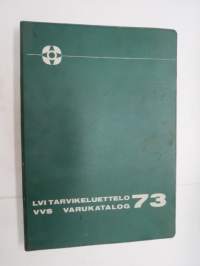 LVI TARVIKELUETTELO 73
VVS VARUKATALOG